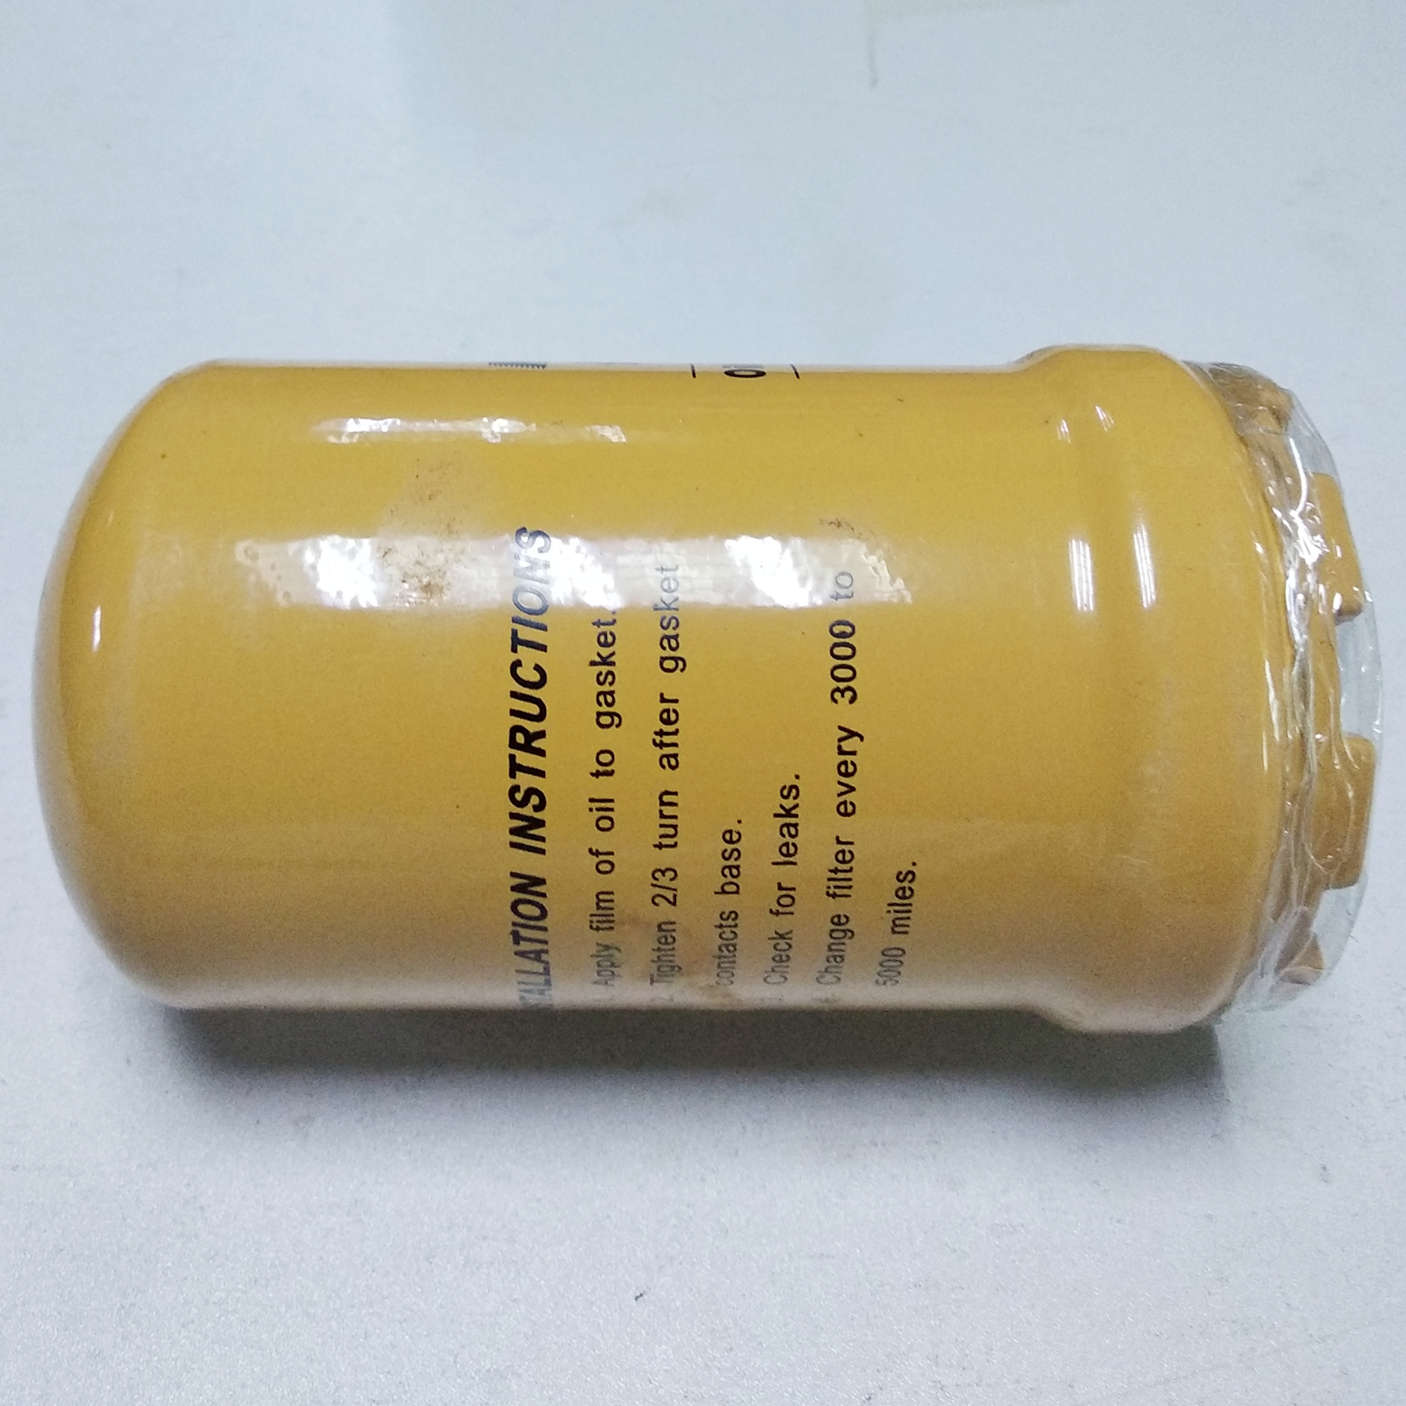 TALLATION INSTRUCTIONS
Apply film of oil to gasket.
Tighten 2/3 turn after gasket
contacts base.
Check for leaks.
Change filter every 3000 to
5000 miles.